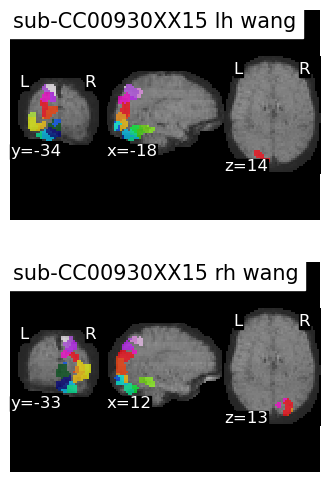 sub-CC00930XX15 lh wang
L R L R
y=-34 x=-18 z=14
sub-CC00930XX15 rh wang
L R L R
y=-33 x=12 z=13